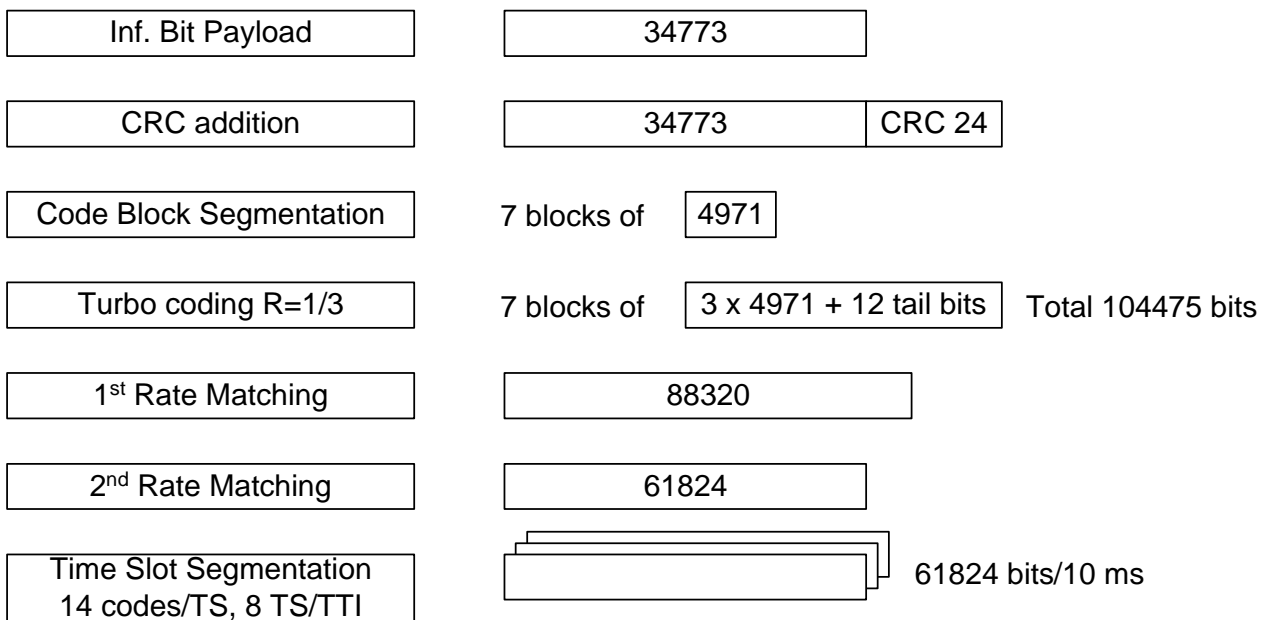 Inf. Bit Payload 34773
CRC addition 34773 CRC 24
Code Block Segmentation 7 blocks of 4971
Turbo coding R=1/3 7 blocks of 3 x 4971 + 12 tail bits Total 104475 bits
1st Rate Matching 88320
2nd Rate Matching 61824
Time Slot Segmentation
14 codes/TS, 8 TS/TTI
61824 bits/10 ms